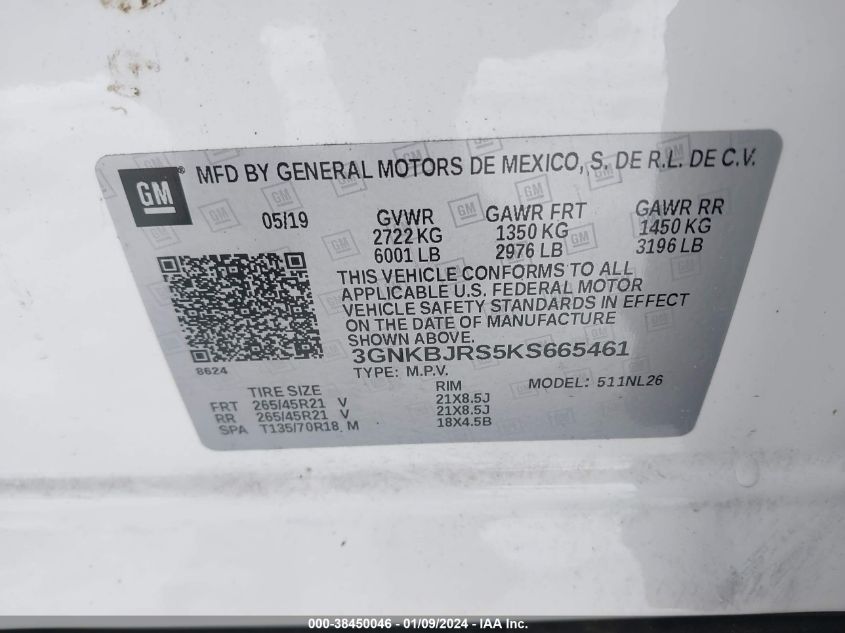 GM
®
MFD BY GENERAL MOTORS DE MEXICO, S. DE R.L. DE C.V.
05/19 GVWR GAWR FRT GAWR RR
2722 KG 1350 KG 1450 KG
6001 LB 2976 LB 3196 LB
THIS VEHICLE CONFORMS TO ALL
APPLICABLE U.S. FEDERAL MOTOR
VEHICLE SAFETY STANDARDS IN EFFECT
ON THE DATE OF MANUFACTURE
SHOWN ABOVE.
3GNKBJRS5KS665461
8624
TYPE: M.P.V. MODEL: 511NL26
TIRE SIZE RIM
FRT 265/45R21 V 21X8.5J
RR 265/45R21 V 21X8.5J
SPA T135/70R18 M 18X4.5B
000-38450046 - 01/09/2024 - IAA Inc.